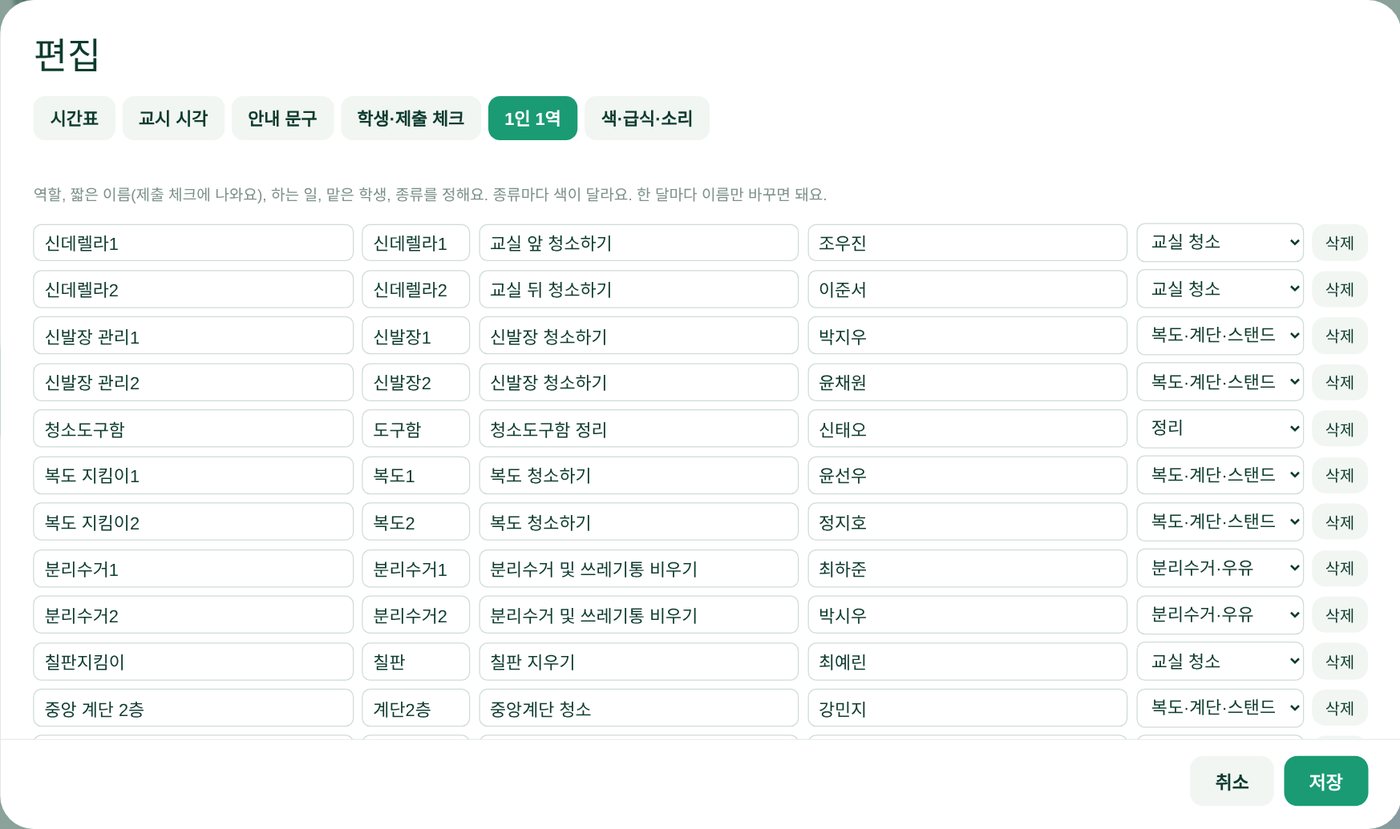 편집
시간표 교시 시각 안내 문구 학생·제출 체크 1인 1역 색·급식·소리
역할, 짧은 이름(제출 체크에 나와요), 하는 일, 맡은 학생, 종류를 정해요. 종류마다 색이 달라요. 한 달마다 이름만 바꾸면 돼요.
신데렐라1 신데렐라1 교실 앞 청소하기 조우진 교실 청소 삭제
신데렐라2 신데렐라2 교실 뒤 청소하기 이준서 교실 청소 삭제
신발장 관리1 신발장1 신발장 청소하기 박지우 복도·계단·스탠드 삭제
신발장 관리2 신발장2 신발장 청소하기 윤채원 복도·계단·스탠드 삭제
청소도구함 도구함 청소도구함 정리 신태오 정리 삭제
복도 지킴이1 복도1 복도 청소하기 윤선우 복도·계단·스탠드 삭제
복도 지킴이2 복도2 복도 청소하기 정지호 복도·계단·스탠드 삭제
분리수거1 분리수거1 분리수거 및 쓰레기통 비우기 최하준 분리수거·우유 삭제
분리수거2 분리수거2 분리수거 및 쓰레기통 비우기 박시우 분리수거·우유 삭제
칠판지킴이 칠판 칠판 지우기 최예린 교실 청소 삭제
중앙 계단 2층 계단2층 중앙계단 청소 강민지 복도·계단·스탠드 삭제
취소 저장